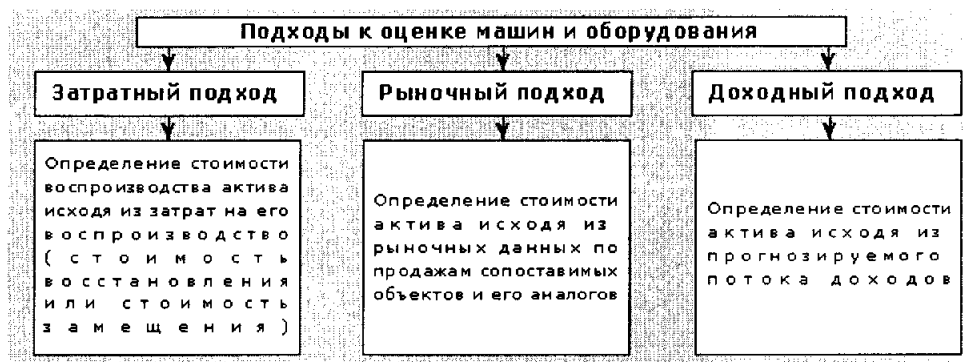 Подходы к оценке машин и оборудования
Затратный подход
Рыночный подход
Доходный подход
Определение стоимости
воспроизводства актива
исходя из затрат на его
воспроизводство
(стоимость
восстановления
или стоимость
замещения)
Определение стоимости
актива исходя из
рыночных данных по
продажам сопоставимых
объектов и его аналогов
Определение стоимости
актива исходя из
прогнозируемого
потока доходов